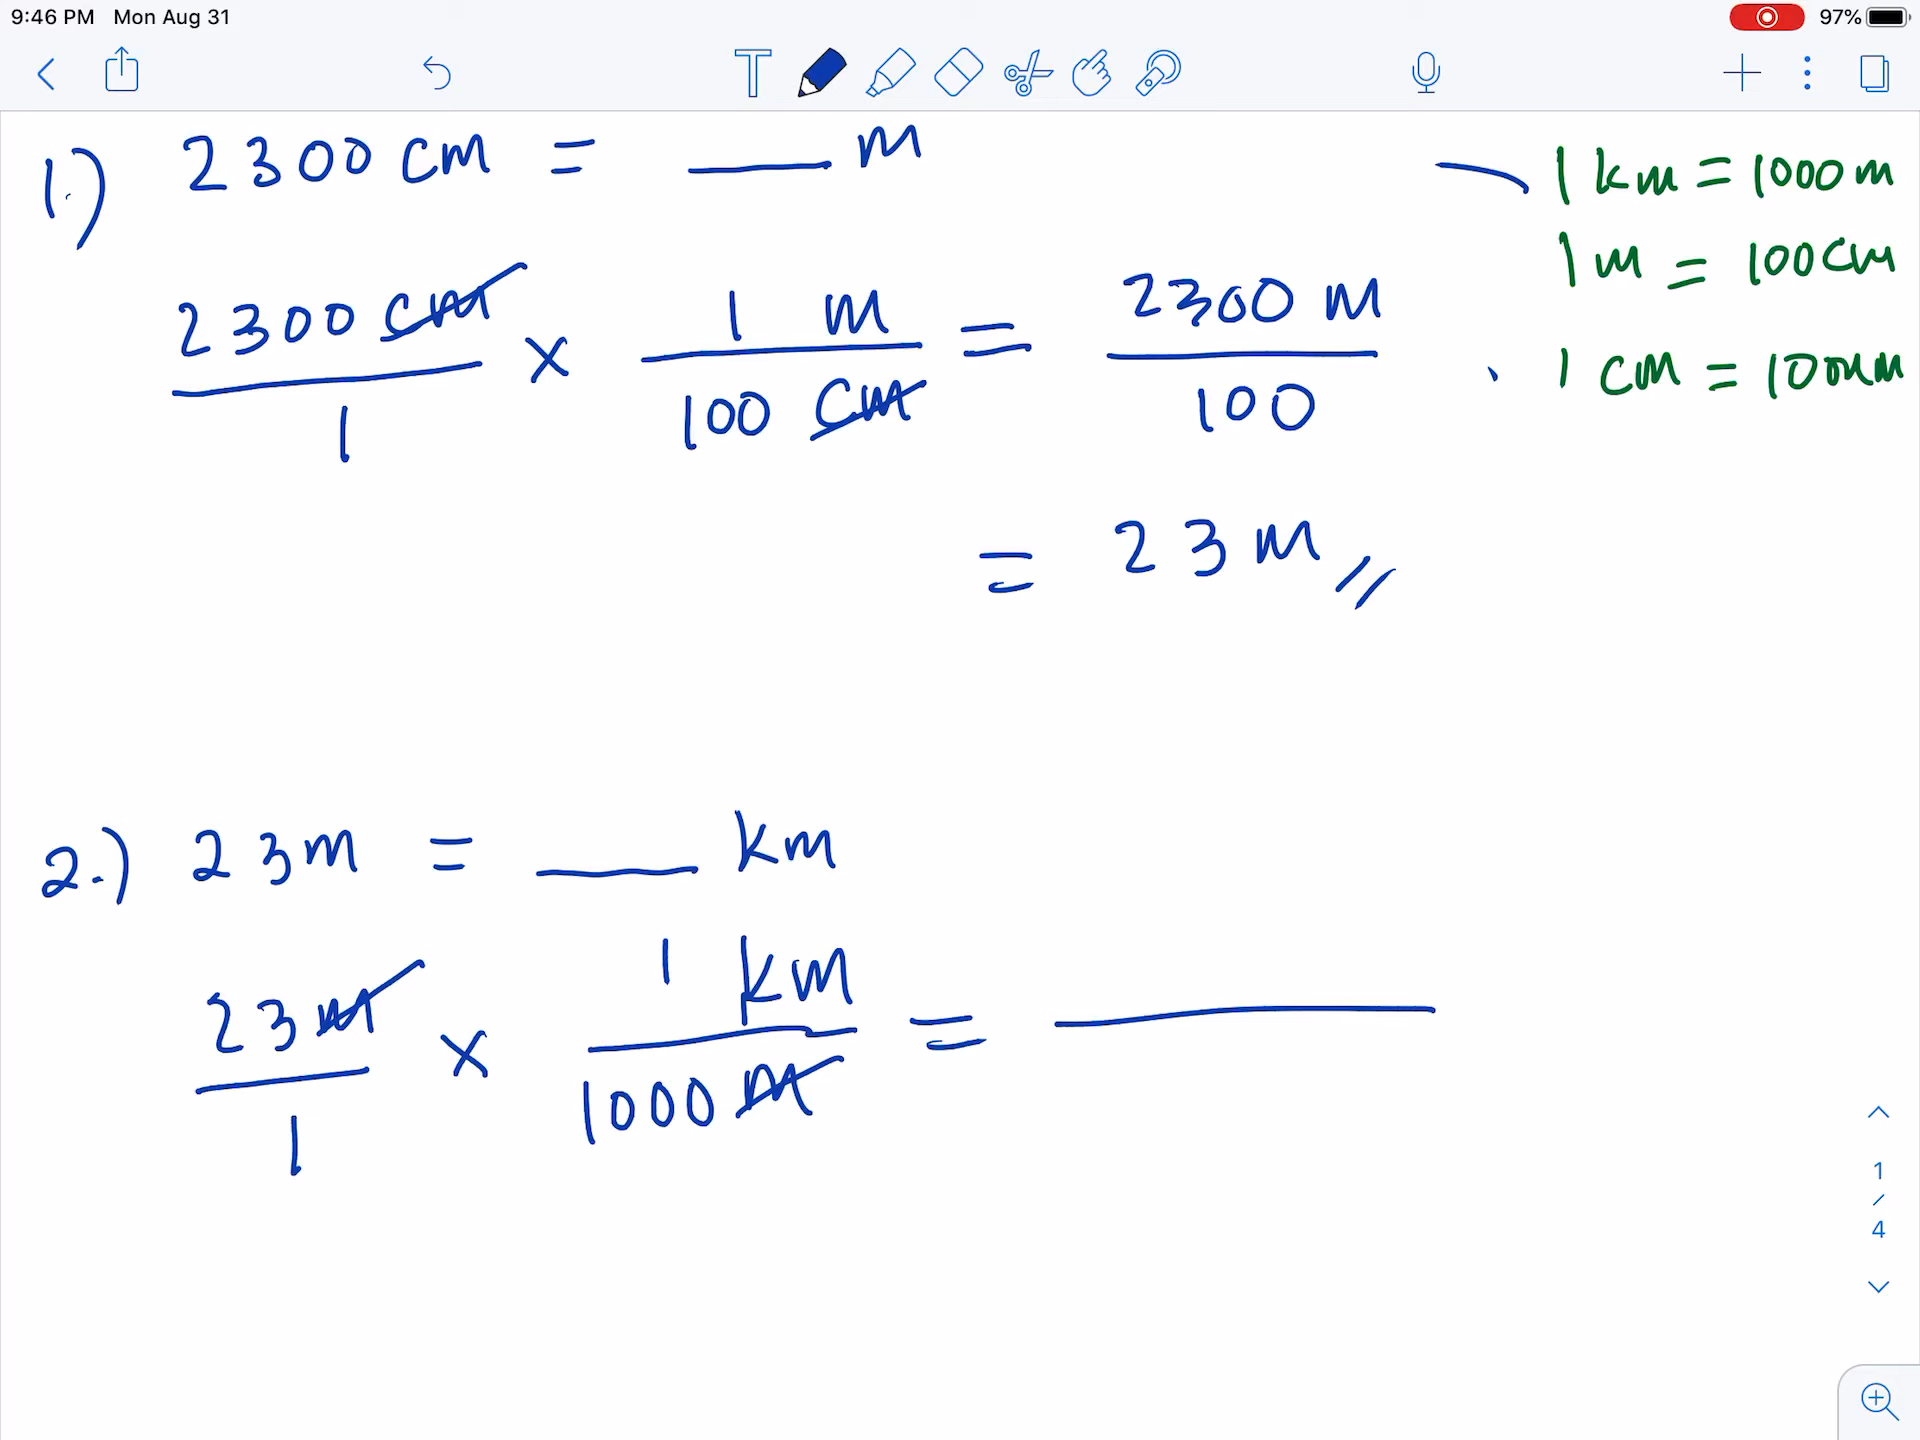 9:46 PM Mon Aug 31 97%
T
1.) 2300 cm = ___ m
1 km = 1000 m
1 m = 100 cm
1 cm = 10 mm
2300 cm / 1 x 1 m / 100 cm = 2300 m / 100
= 23 m //
2.) 23 m = ___ km
23 m / 1 x 1 km / 1000 m = ___
1
/
4